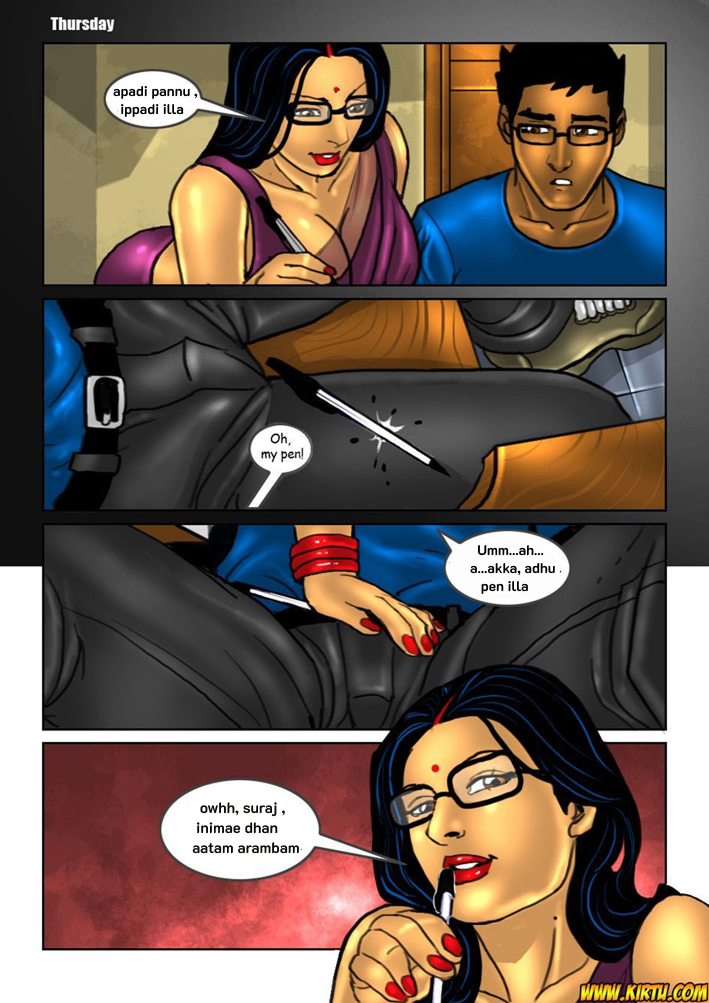 Thursday
apadi pannu ,
ippadi illa
Oh,
my pen!
Umm...ah...
a...akka, adhu .
pen illa
owhh, suraj ,
inimae dhan
aatam arambam
WWW.KIRTU.COM